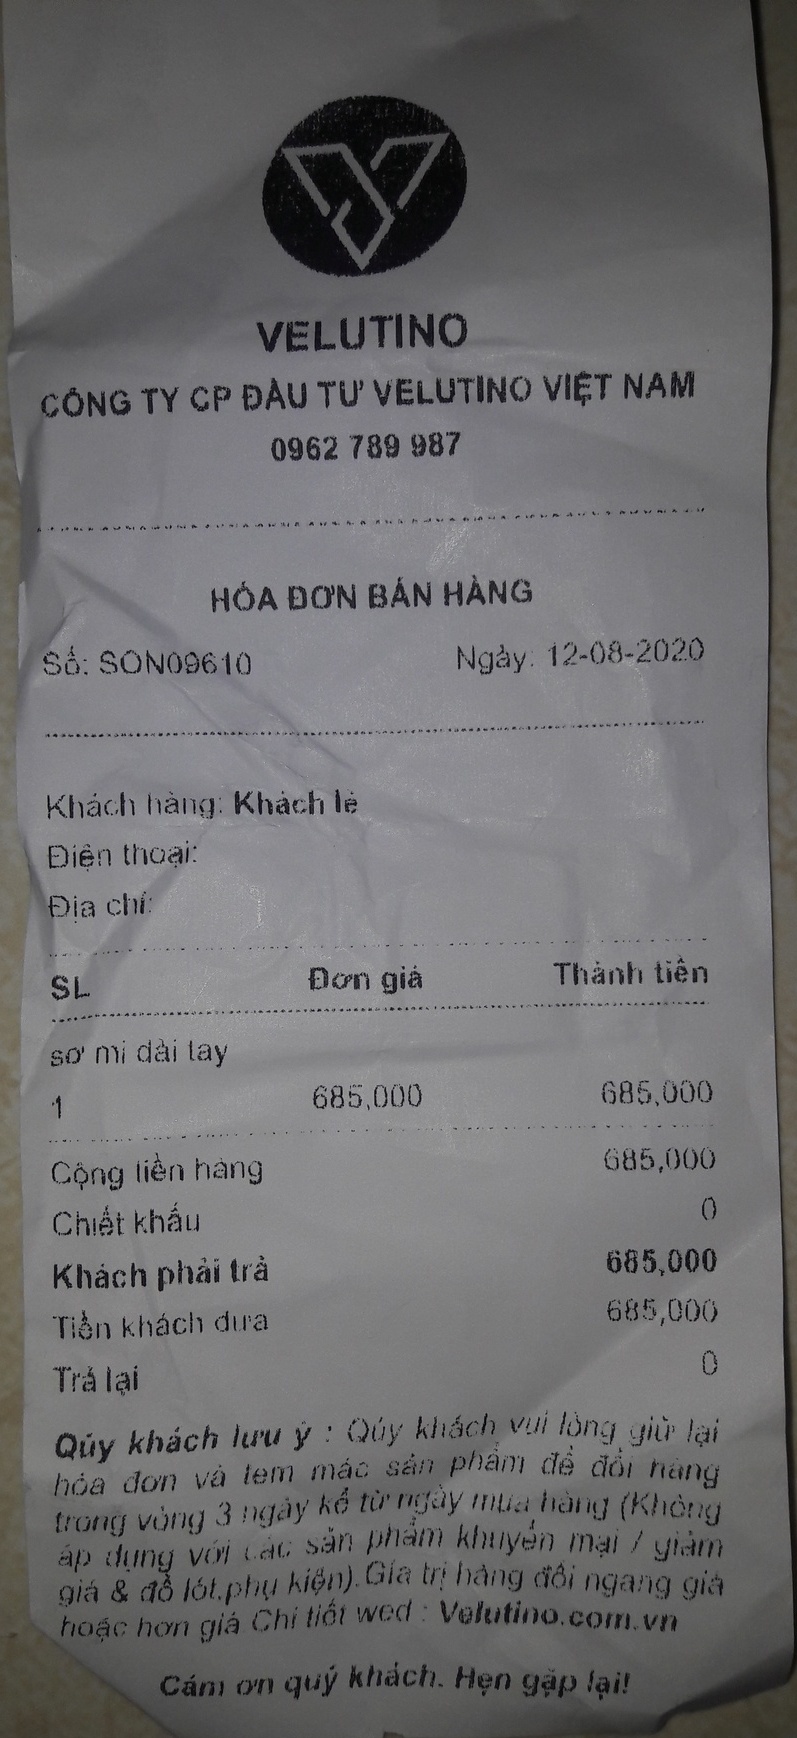 VELUTINO
CÔNG TY CP ĐẦU TƯ VELUTINO VIỆT NAM
0962 789 987
HÓA ĐƠN BÁN HÀNG
Số: SON09610 Ngày: 12-08-2020
Khách hàng: Khách lẻ
Điện thoại:
Địa chỉ:
SL Đơn giá Thành tiền
sơ mi dài tay
1 685,000 685,000
Cộng tiền hàng 685,000
Chiết khấu 0
Khách phải trả 685,000
Tiền khách đưa 685,000
Trả lại 0
Qúy khách lưu ý : Qúy khách vui lòng giữ lại
hóa đơn và tem mác sản phẩm để đổi hàng
trong vòng 3 ngày kể từ ngày mua hàng (Không
áp dụng với các sản phẩm khuyến mại / giảm
giá & đồ lót,phụ kiện).Gía trị hàng đổi ngang giá
hoặc hơn giá Chi tiết wed : Velutino.com.vn
Cám ơn quý khách. Hẹn gặp lại!